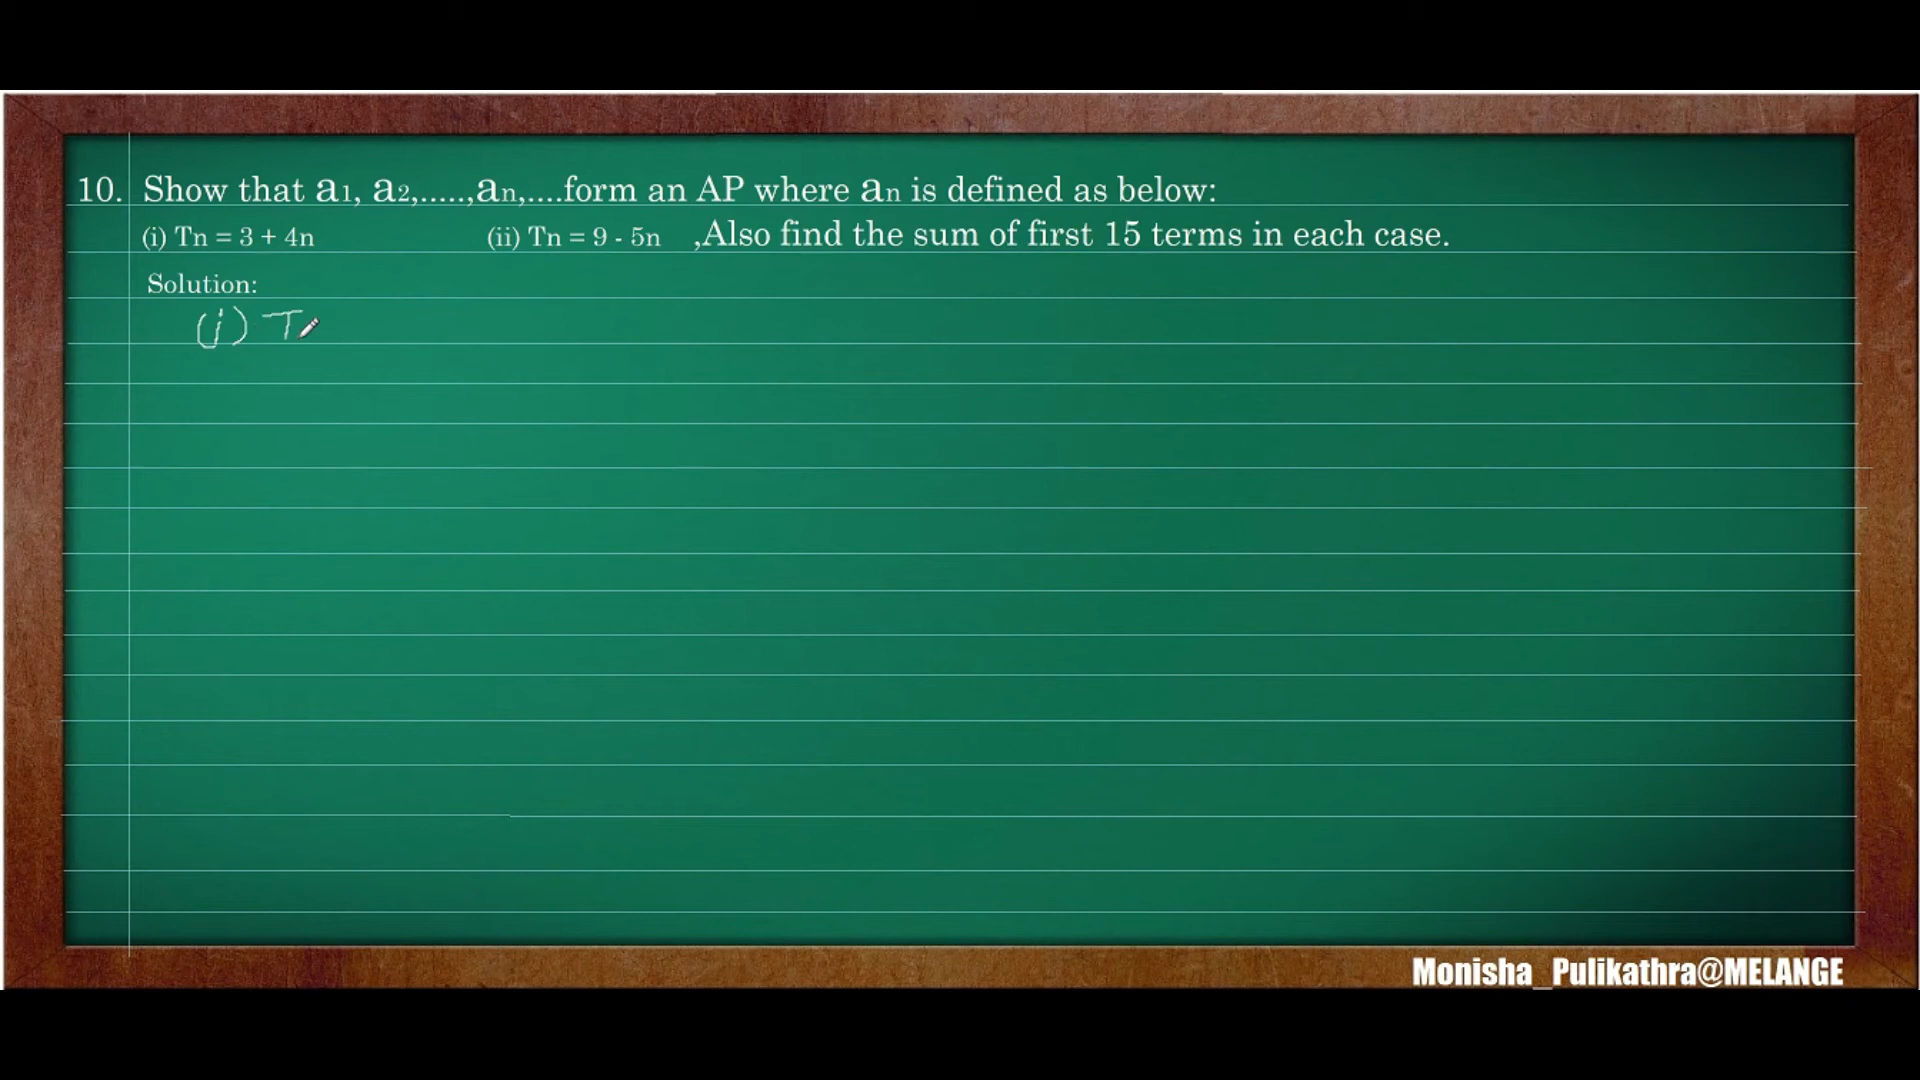 10. Show that a1, a2,.....,an,....form an AP where an is defined as below:
(i) Tn = 3 + 4n (ii) Tn = 9 - 5n ,Also find the sum of first 15 terms in each case.
Solution:
(i) T
Monisha_Pulikathra@MELANGE